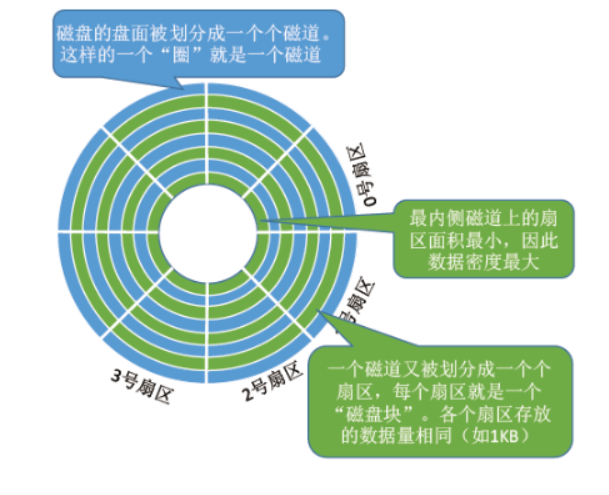 磁盘的盘面被划分成一个个磁道。
这样的一个“圈”就是一个磁道
0号扇区
最内侧磁道上的扇
区面积最小，因此
数据密度最大
号扇区
一个磁道又被划分成一个个
扇区，每个扇区就是一个
“磁盘块”。各个扇区存放
的数据量相同（如1KB）
2号扇区
3号扇区